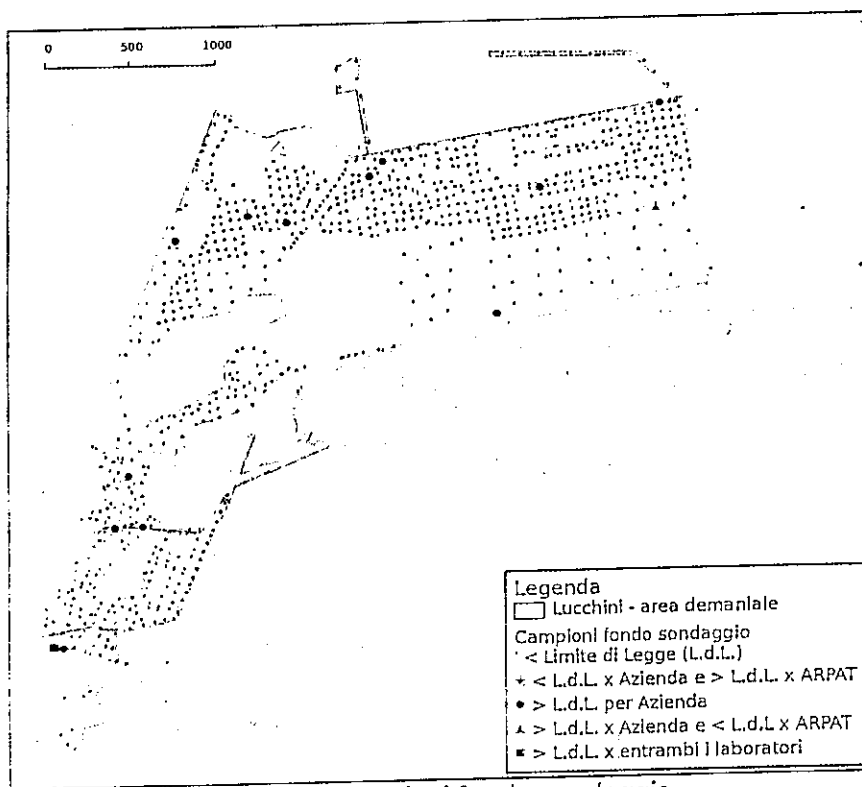 0 500 1000
Legenda
Lucchini - area demaniale
Campioni fondo sondaggio
< Limite di Legge (L.d.L.)
< L.d.L. x Azienda e > L.d.L. x ARPAT
> L.d.L. per Azienda
> L.d.L. x Azienda e < L.d.L x ARPAT
> L.d.L. x entrambi i laboratori